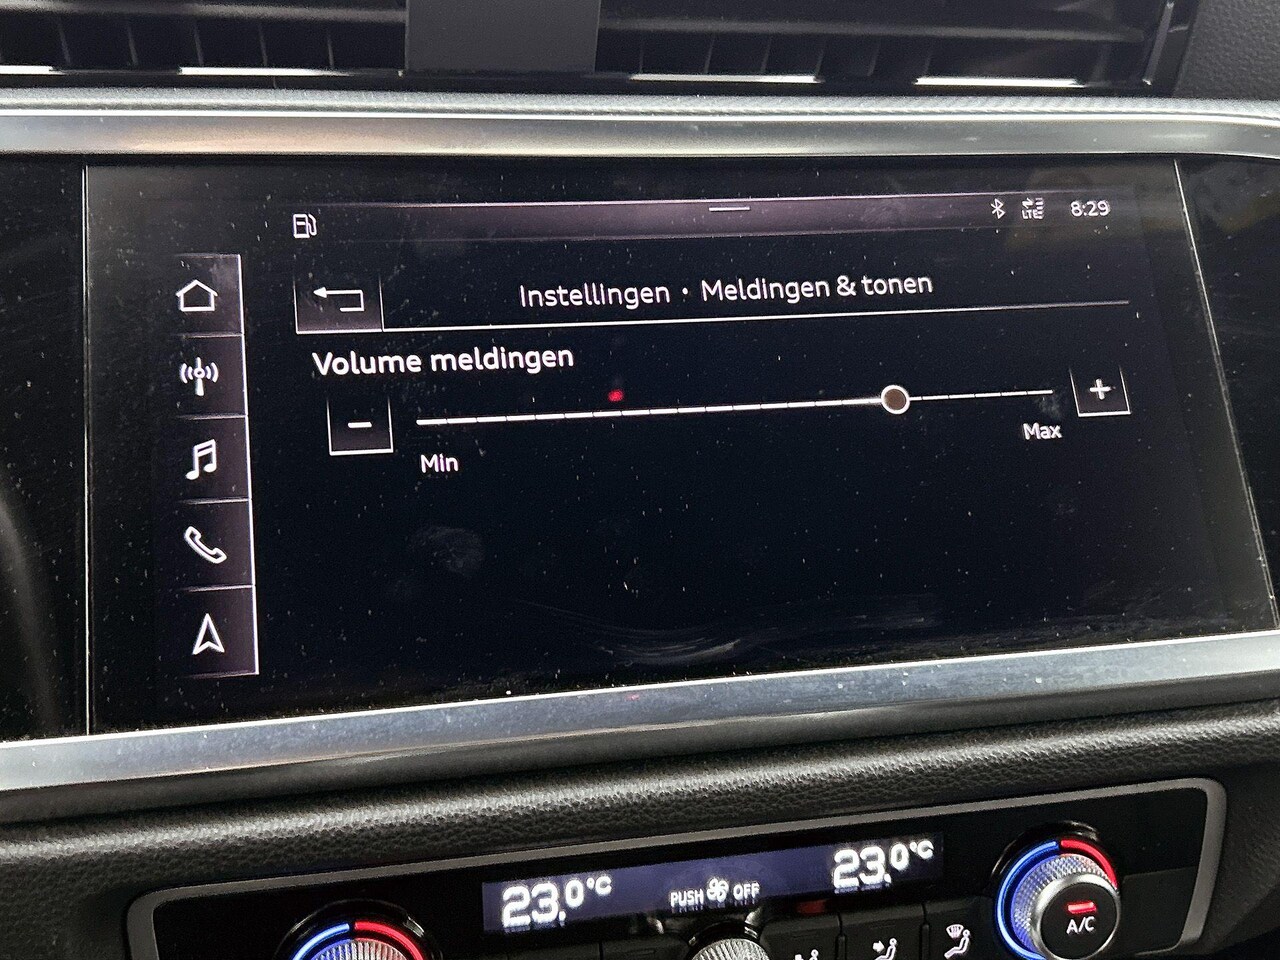 LTE 8:29
Instellingen • Meldingen & tonen
Volume meldingen
− +
Min Max
23.0°C PUSH OFF 23.0°C
A/C